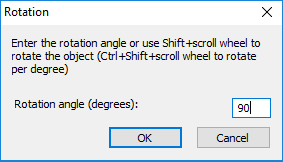 Rotation
Enter the rotation angle or use Shift+scroll wheel to
rotate the object (Ctrl+Shift+scroll wheel to rotate
per degree)
Rotation angle (degrees): 90
OK Cancel